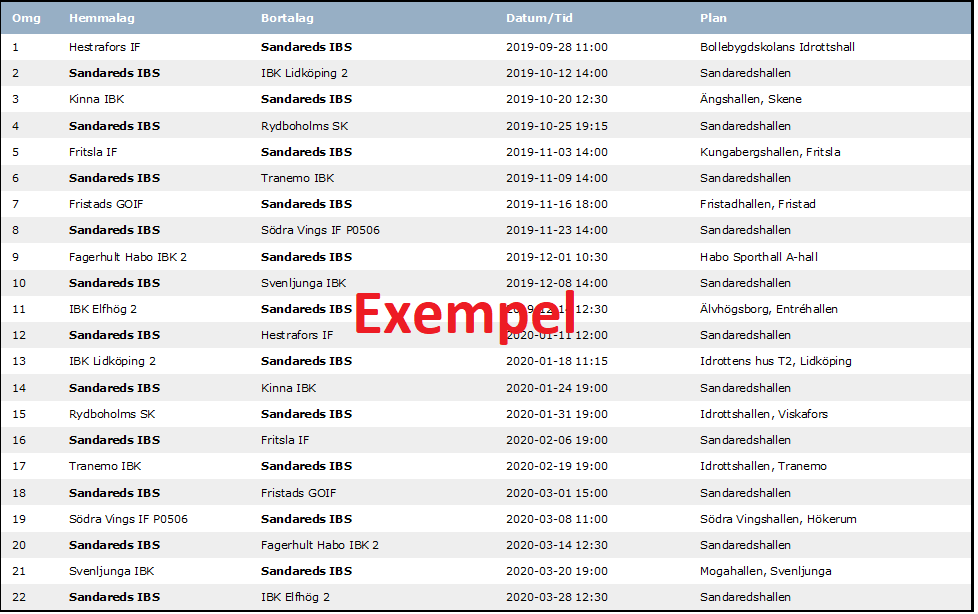 Omg Hemmalag Bortalag Datum/Tid Plan
1 Hestrafors IF Sandareds IBS 2019-09-28 11:00 Bollebygdskolans Idrottshall
2 Sandareds IBS IBK Lidköping 2 2019-10-12 14:00 Sandaredshallen
3 Kinna IBK Sandareds IBS 2019-10-20 12:30 Ängshallen, Skene
4 Sandareds IBS Rydboholms SK 2019-10-25 19:15 Sandaredshallen
5 Fritsla IF Sandareds IBS 2019-11-03 14:00 Kungabergshallen, Fritsla
6 Sandareds IBS Tranemo IBK 2019-11-09 14:00 Sandaredshallen
7 Fristads GOIF Sandareds IBS 2019-11-16 18:00 Fristadhallen, Fristad
8 Sandareds IBS Södra Vings IF P0506 2019-11-23 14:00 Sandaredshallen
9 Fagerhult Habo IBK 2 Sandareds IBS 2019-12-01 10:30 Habo Sporthall A-hall
10 Sandareds IBS Svenljunga IBK 2019-12-08 14:00 Sandaredshallen
11 IBK Elfhög 2 Sandareds IBS 12:30 Älvhögsborg, Entréhallen
Exempel
12 Sandareds IBS Hestrafors IF 2020-01-11 12:00 Sandaredshallen
13 IBK Lidköping 2 Sandareds IBS 2020-01-18 11:15 Idrottens hus T2, Lidköping
14 Sandareds IBS Kinna IBK 2020-01-24 19:00 Sandaredshallen
15 Rydboholms SK Sandareds IBS 2020-01-31 19:00 Idrottshallen, Viskafors
16 Sandareds IBS Fritsla IF 2020-02-06 19:00 Sandaredshallen
17 Tranemo IBK Sandareds IBS 2020-02-19 19:00 Idrottshallen, Tranemo
18 Sandareds IBS Fristads GOIF 2020-03-01 15:00 Sandaredshallen
19 Södra Vings IF P0506 Sandareds IBS 2020-03-08 11:00 Södra Vingshallen, Hökerum
20 Sandareds IBS Fagerhult Habo IBK 2 2020-03-14 12:30 Sandaredshallen
21 Svenljunga IBK Sandareds IBS 2020-03-20 19:00 Mogahallen, Svenljunga
22 Sandareds IBS IBK Elfhög 2 2020-03-28 12:30 Sandaredshallen